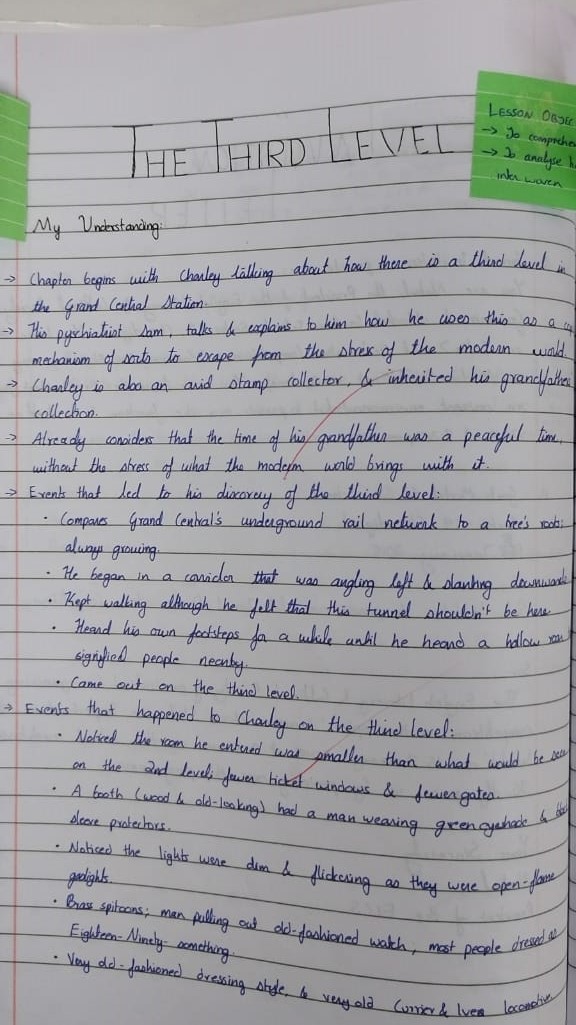 THE THIRD LEVEL
LESSON OBJEC
→ To comprehen
→ To analyse h
inter woven
My Understanding:
→ Chapter begins with Charley talking about how there is a third level in
the Grand Central Station.
→ His pyschiatrist Sam, talks & explains to him how he uses this as a
mechanism of sorts to escape from the stress of the modern world.
→ Charley is also an avid stamp collector, & inherited his grandfather
collection.
→ Already considers that the time of his grandfather was a peaceful time,
without the stress of what the modern world brings with it.
→ Events that led to his discovery of the third level:
• Compares Grand Central's underground rail network to a tree's roots:
always growing.
• He began in a corridor that was angling left & slanting downwards
• Kept walking although he felt that this tunnel shouldn't be here.
• Heard his own footsteps for a while until he heard a hollow roar
signified people nearby.
• Came out on the third level.
→ Events that happened to Charley on the third level:
• Noticed the room he entered was smaller than what would be seen
on the 2nd level; fewer ticket windows & fewer gates.
• A booth (wood & old-looking) had a man wearing green eyeshade & black
sleeve protectors.
• Noticed the lights were dim & flickering as they were open-flame
gaslights.
• Brass spitoons; man pulling out old-fashioned watch, most people dressed as
Eighteen-Ninety-something.
• Very old-fashioned dressing style, & very old Currier & Ives locomotive